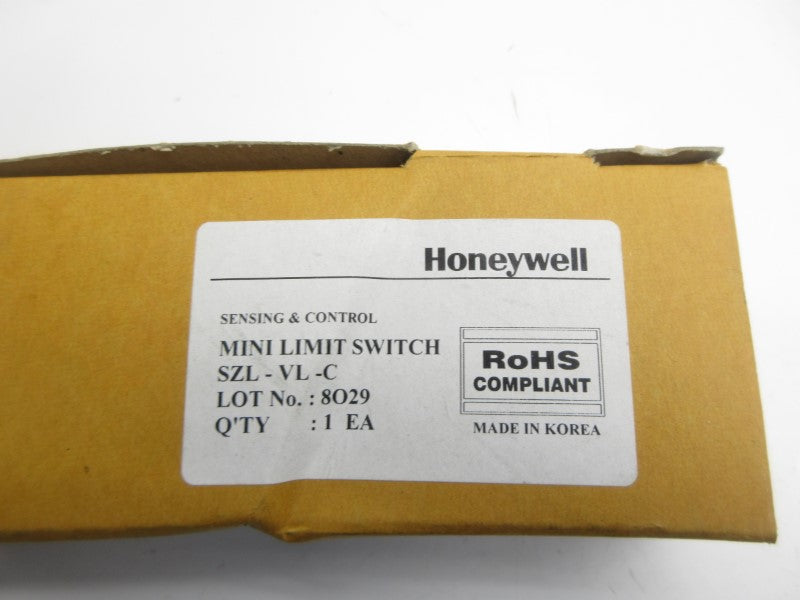 Honeywell
SENSING & CONTROL
MINI LIMIT SWITCH
SZL - VL -C
LOT No. : 8O29
Q'TY : 1 EA
RoHS
COMPLIANT
MADE IN KOREA